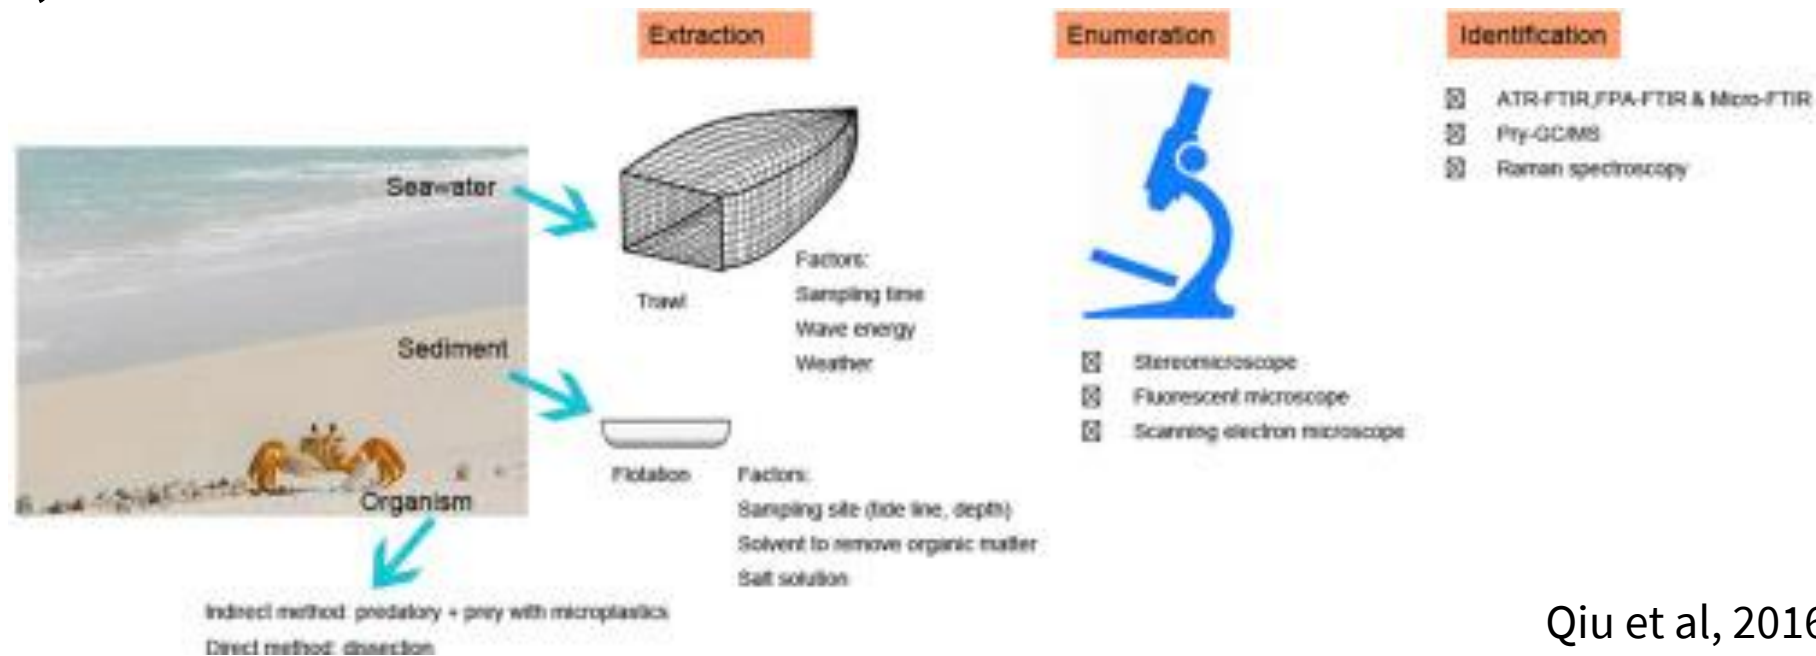 Extraction
Enumeration
Identification
Seawater
Sediment
Organism
Trawl
Factors:
Sampling time
Wave energy
Weather
Flotation
Factors:
Sampling site (tide line, depth)
Solvent to remove organic matter
Salt solution
Indirect method: predatory + prey with microplastics
Direct method: dissection
Stereomicroscope
Fluorescent microscope
Scanning electron microscope
ATR-FTIR,FPA-FTIR & Micro-FTIR
Pry-GC/MS
Raman spectroscopy
Qiu et al, 2016